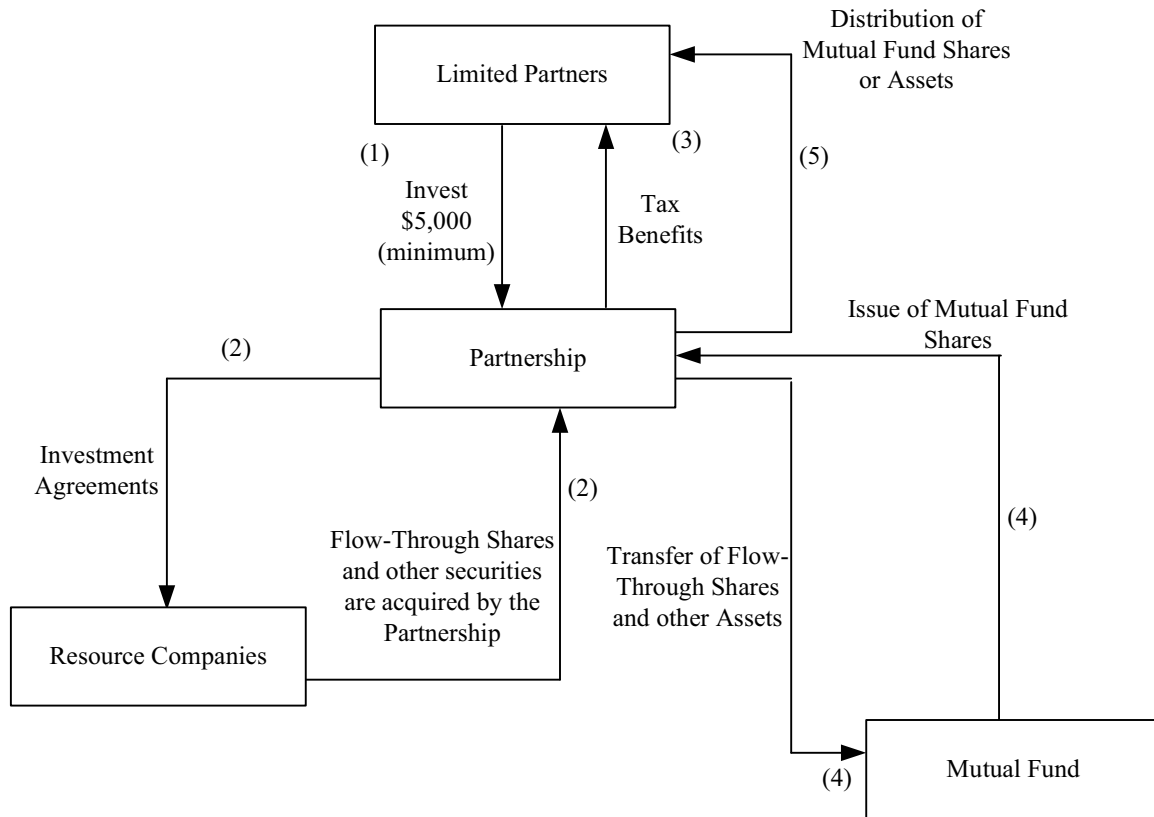 Distribution of
Mutual Fund Shares
or Assets
Limited Partners
(1)
(3)
(5)
Invest
$5,000
(minimum)
Tax
Benefits
Issue of Mutual Fund
Shares
(2)
Partnership
Investment
Agreements
(2)
(4)
Flow-Through Shares
and other securities
are acquired by the
Partnership
Transfer of Flow-
Through Shares
and other Assets
Resource Companies
(4)
Mutual Fund